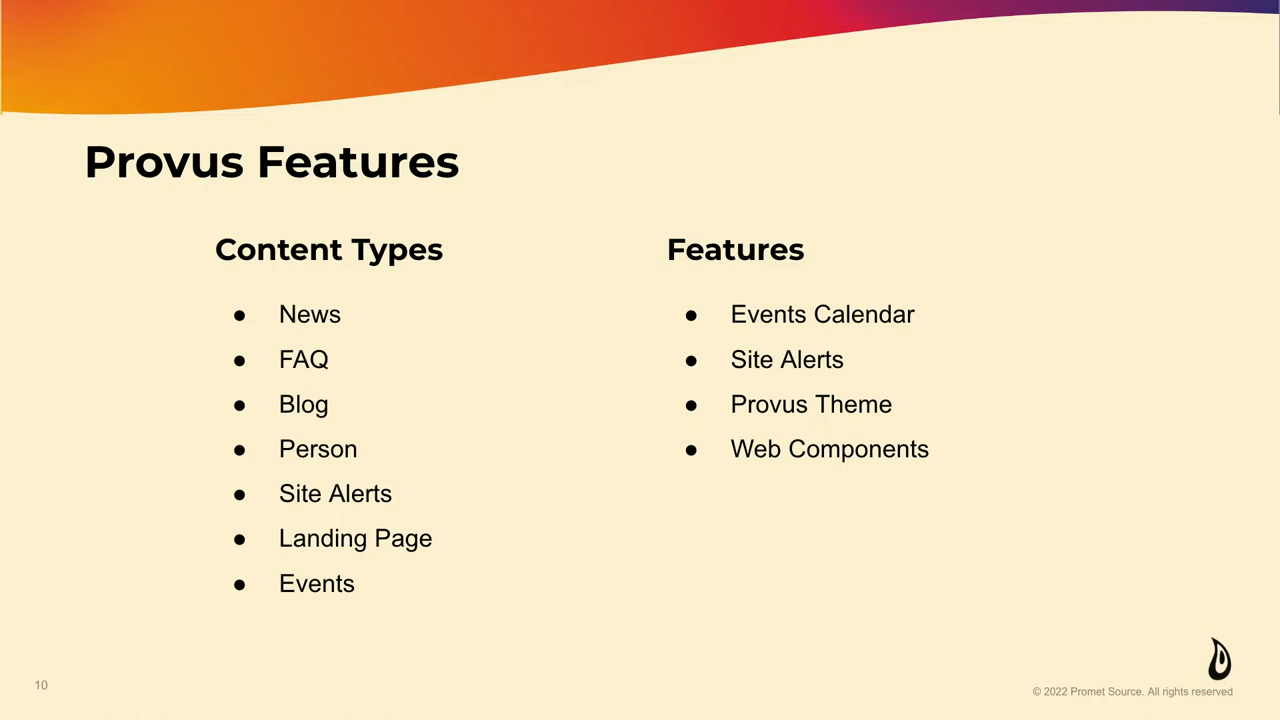 Provus Features
Content Types
● News
● FAQ
● Blog
● Person
● Site Alerts
● Landing Page
● Events
Features
● Events Calendar
● Site Alerts
● Provus Theme
● Web Components
10
© 2022 Promet Source. All rights reserved